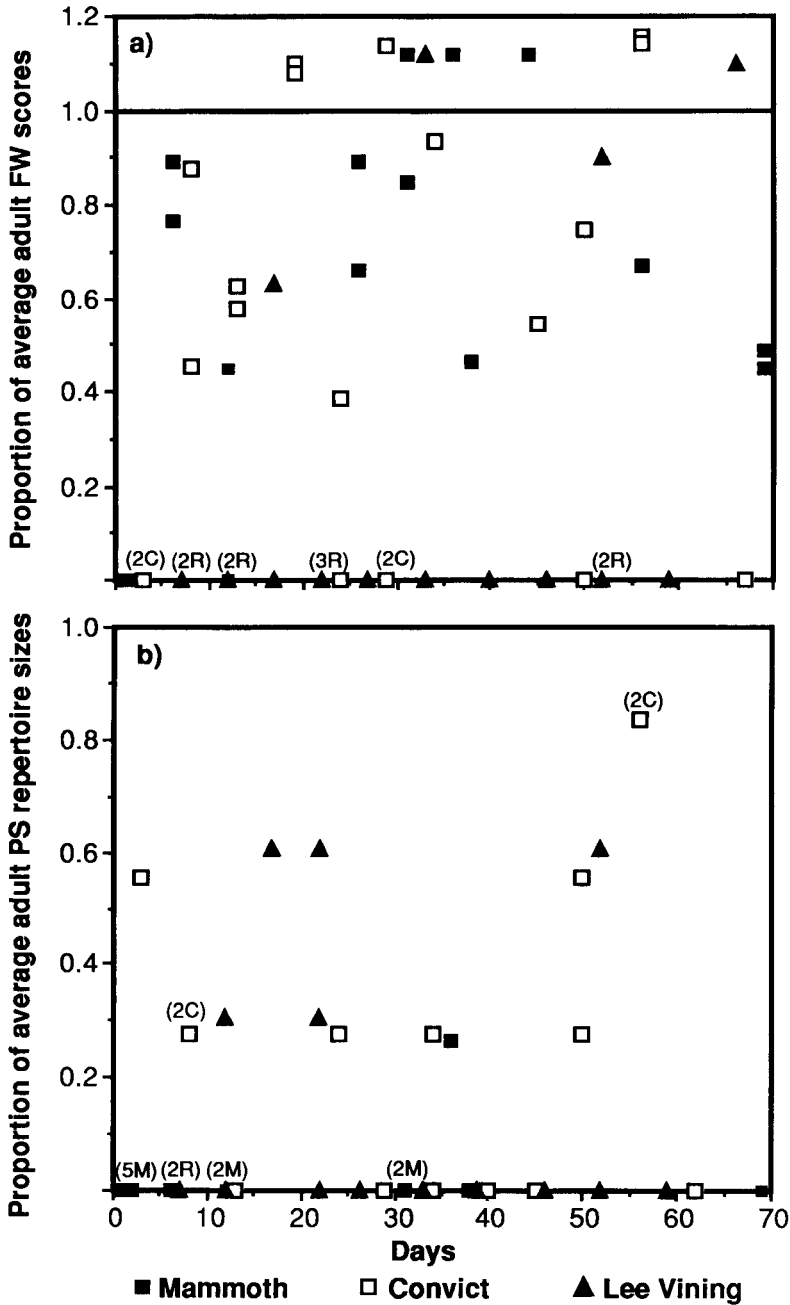 Proportion of average adult FW scores
1.2
a)
1.0
0.8
0.6
0.4
0.2
(2C) (2R) (2R) (3R) (2C) (2R)
Proportion of average adult PS repertoire sizes
1.0
b)
(2C)
0.8
0.6
0.4
(2C)
0.2
(5M) (2R) (2M) (2M)
0 10 20 30 40 50 60 70
Days
Mammoth Convict Lee Vining